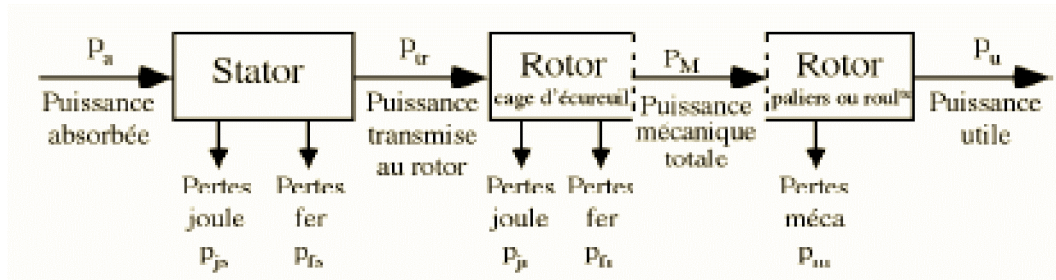 Pa
Puissance
absorbée
Stator
Pertes
joule
Pjs
Pertes
fer
Pfs
Ptr
Puissance
transmise
au rotor
Rotor
cage d'écureuil
Pertes
joule
Pjr
Pertes
fer
Pfr
PM
Puissance
mécanique
totale
Rotor
paliers ou roults
Pertes
méca
Pm
Pu
Puissance
utile